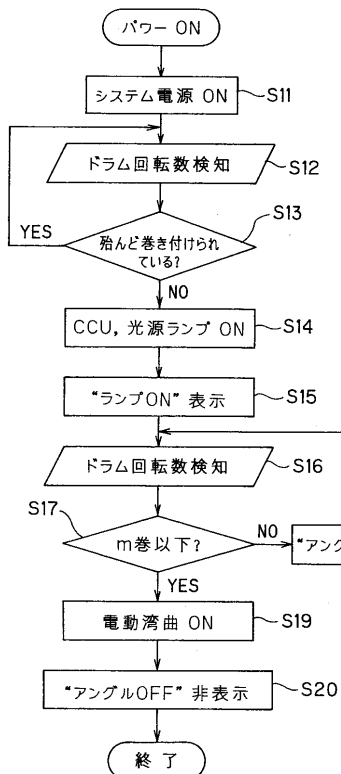 パワー ON
システム電源 ON
S11
ドラム回転数検知
S12
殆んど巻き付けられ
ている?
S13
YES
NO
CCU, 光源ランプ ON
S14
“ランプON” 表示
S15
ドラム回転数検知
S16
S17
m巻以下?
NO
“アング
YES
電動湾曲 ON
S19
“アングルOFF” 非表示
S20
終了